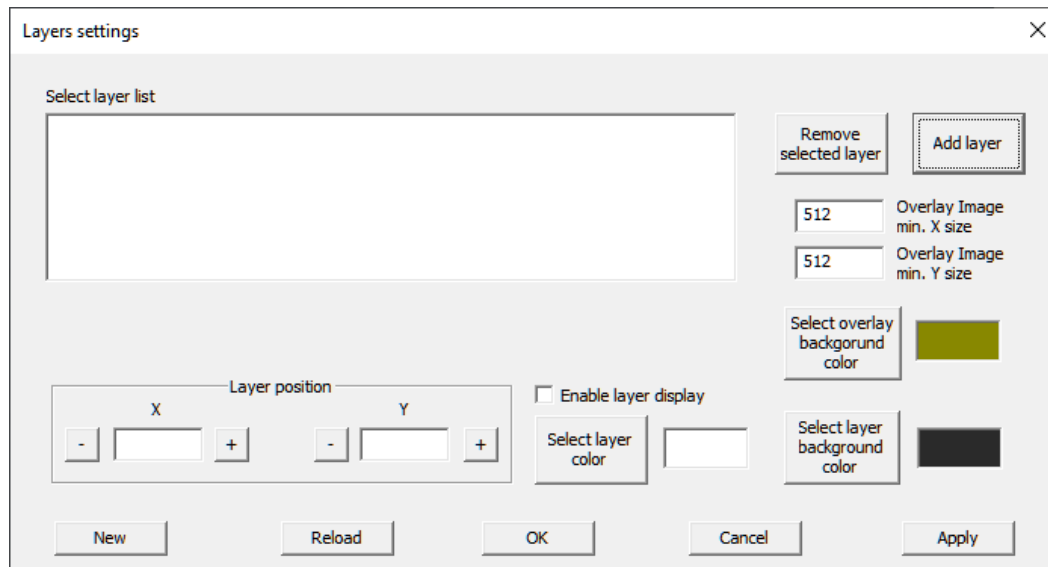 Layers settings
Select layer list
Remove
selected layer
Add layer
512
Overlay Image
min. X size
512
Overlay Image
min. Y size
Select overlay
backgorund
color
Layer position
X
Y
-
+
-
+
Enable layer display
Select layer
color
Select layer
background
color
New
Reload
OK
Cancel
Apply